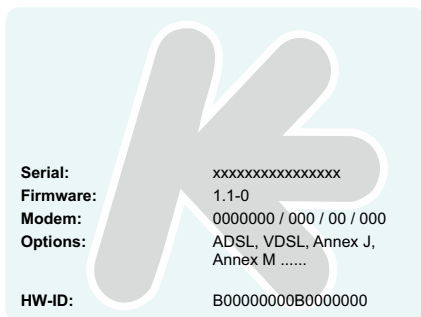 Serial: xxxxxxxxxxxxxxxx
Firmware: 1.1-0
Modem: 0000000 / 000 / 00 / 000
Options: ADSL, VDSL, Annex J,
Annex M ......
HW-ID: B00000000B0000000